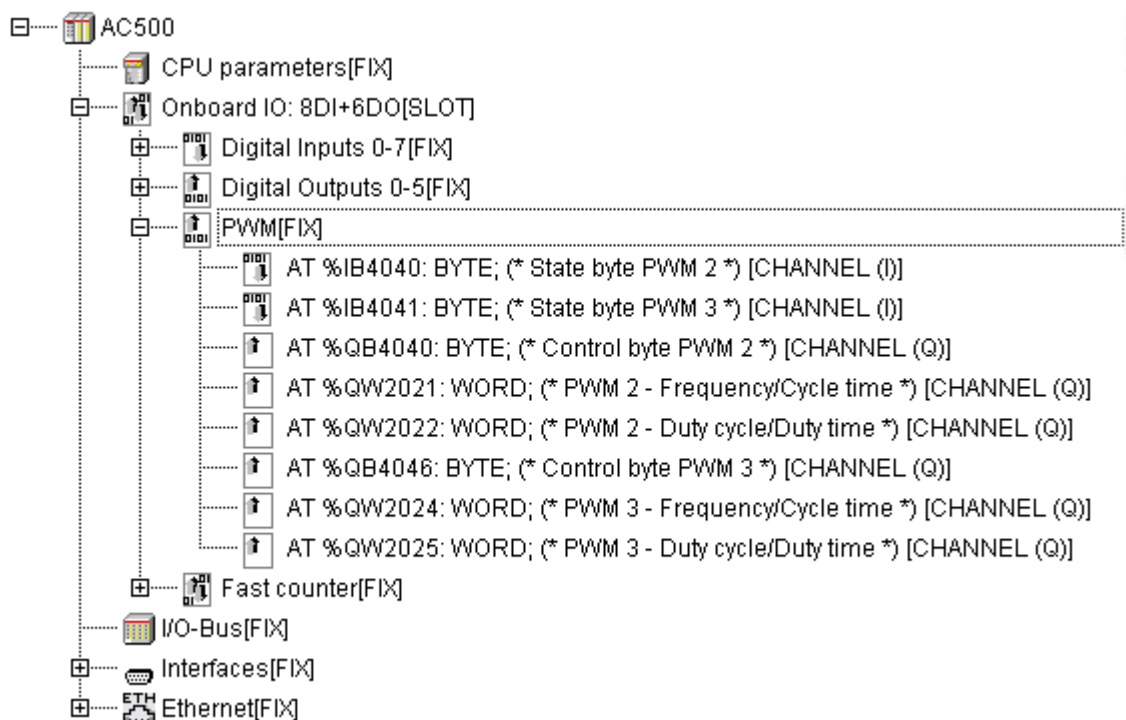 AC500
CPU parameters[FIX]
Onboard IO: 8DI+6DO[SLOT]
Digital Inputs 0-7[FIX]
Digital Outputs 0-5[FIX]
PWM[FIX]
AT %IB4040: BYTE; (* State byte PWM 2 *) [CHANNEL (I)]
AT %IB4041: BYTE; (* State byte PWM 3 *) [CHANNEL (I)]
AT %QB4040: BYTE; (* Control byte PWM 2 *) [CHANNEL (Q)]
AT %QW2021: WORD; (* PWM 2 - Frequency/Cycle time *) [CHANNEL (Q)]
AT %QW2022: WORD; (* PWM 2 - Duty cycle/Duty time *) [CHANNEL (Q)]
AT %QB4046: BYTE; (* Control byte PWM 3 *) [CHANNEL (Q)]
AT %QW2024: WORD; (* PWM 3 - Frequency/Cycle time *) [CHANNEL (Q)]
AT %QW2025: WORD; (* PWM 3 - Duty cycle/Duty time *) [CHANNEL (Q)]
Fast counter[FIX]
I/O-Bus[FIX]
Interfaces[FIX]
ETH Ethernet[FIX]